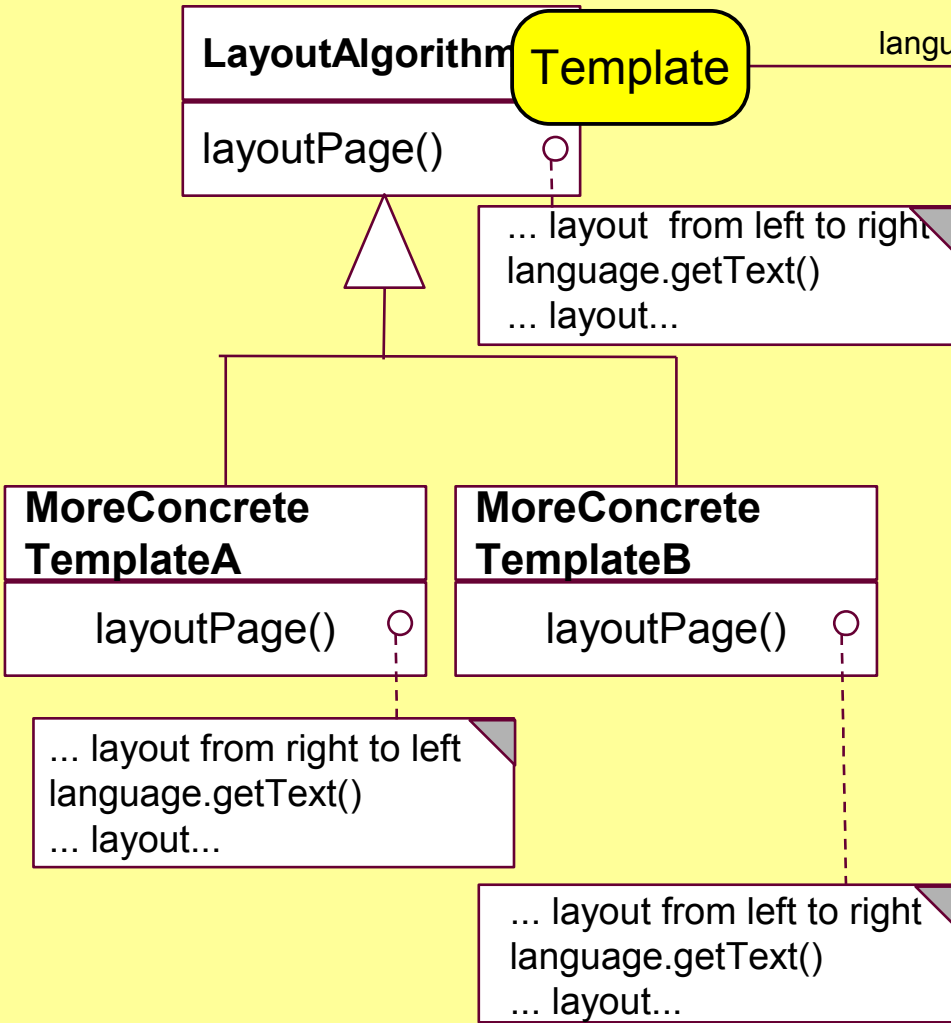 LayoutAlgorithm
Template
layoutPage()
... layout from left to right
language.getText()
... layout...
MoreConcrete
TemplateA
layoutPage()
MoreConcrete
TemplateB
layoutPage()
... layout from right to left
language.getText()
... layout...
... layout from left to right
language.getText()
... layout...